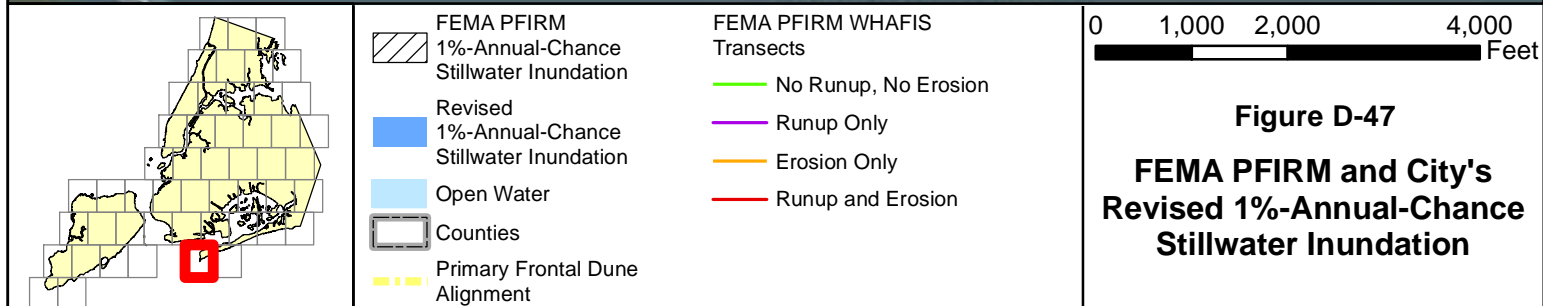 FEMA PFIRM
1%-Annual-Chance
Stillwater Inundation
Revised
1%-Annual-Chance
Stillwater Inundation
Open Water
Counties
Primary Frontal Dune
Alignment
FEMA PFIRM WHAFIS
Transects
No Runup, No Erosion
Runup Only
Erosion Only
Runup and Erosion
0 1,000 2,000 4,000
Feet
Figure D-47
FEMA PFIRM and City's
Revised 1%-Annual-Chance
Stillwater Inundation